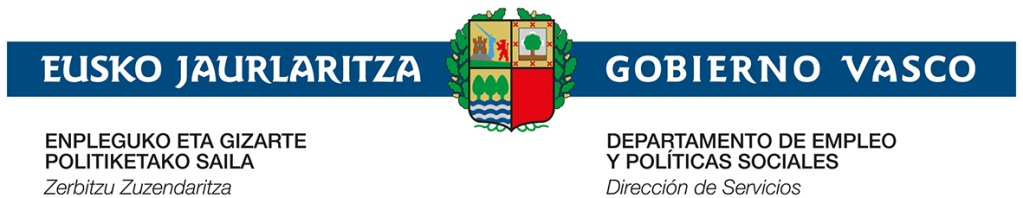 EUSKO JAURLARITZA
GOBIERNO VASCO
ENPLEGUKO ETA GIZARTE
POLITIKETAKO SAILA
Zerbitzu Zuzendaritza
DEPARTAMENTO DE EMPLEO
Y POLÍTICAS SOCIALES
Dirección de Servicios